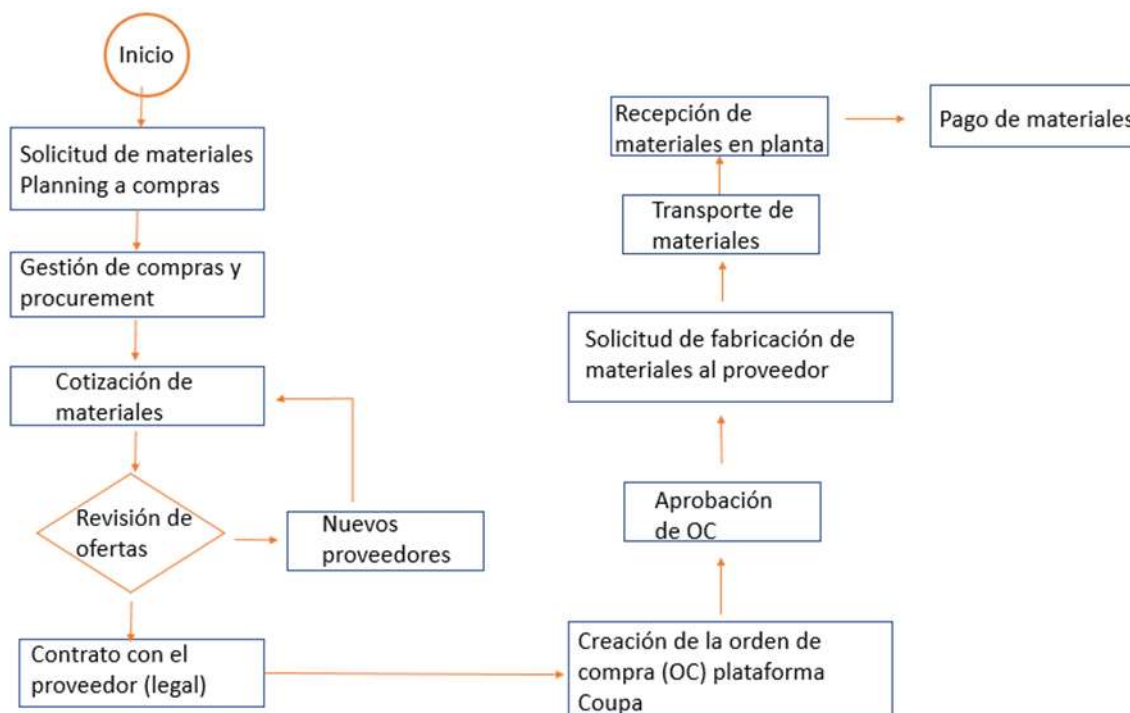 Inicio
Solicitud de materiales
Planning a compras
Gestión de compras y
procurement
Cotización de
materiales
Revisión de
ofertas
Nuevos
proveedores
Contrato con el
proveedor (legal)
Creación de la orden de
compra (OC) plataforma
Coupa
Aprobación
de OC
Solicitud de fabricación de
materiales al proveedor
Transporte de
materiales
Recepción de
materiales en planta
Pago de materiales